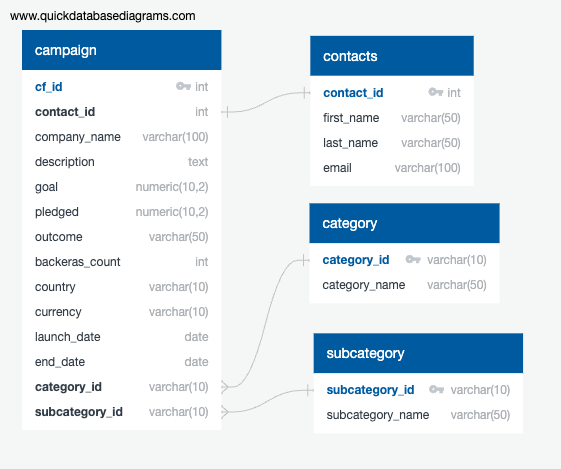 www.quickdatabasediagrams.com
campaign
cf_id int
contact_id int
company_name varchar(100)
description text
goal numeric(10,2)
pledged numeric(10,2)
outcome varchar(50)
backeras_count int
country varchar(10)
currency varchar(10)
launch_date date
end_date date
category_id varchar(10)
subcategory_id varchar(10)
contacts
contact_id int
first_name varchar(50)
last_name varchar(50)
email varchar(100)
category
category_id varchar(10)
category_name varchar(50)
subcategory
subcategory_id varchar(10)
subcategory_name varchar(50)